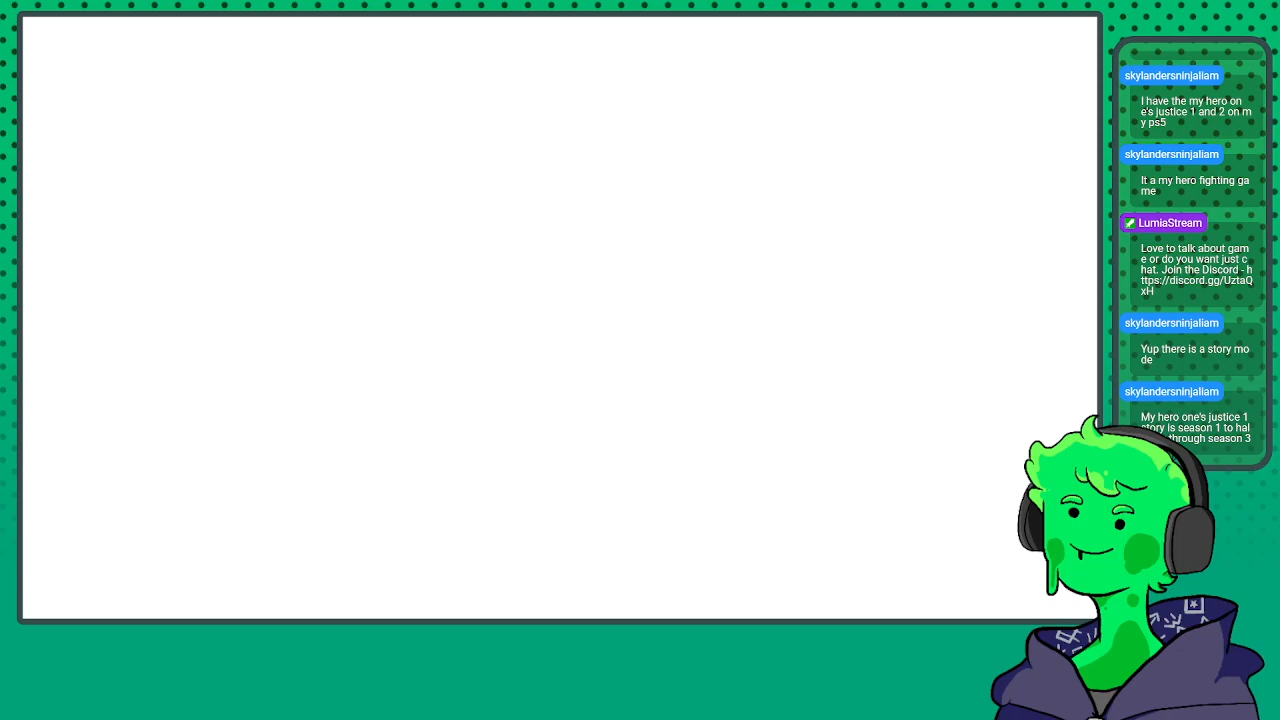 skylandersninjaliam
I have the my hero on
e's justice 1 and 2 on m
y ps5
skylandersninjaliam
It a my hero fighting ga
me
LumiaStream
Love to talk about gam
e or do you want just c
hat. Join the Discord - h
ttps://discord.gg/UztaQ
xH
skylandersninjaliam
Yup there is a story mo
de
skylandersninjaliam
My hero one's justice 1
story is season 1 to hal
through season 3